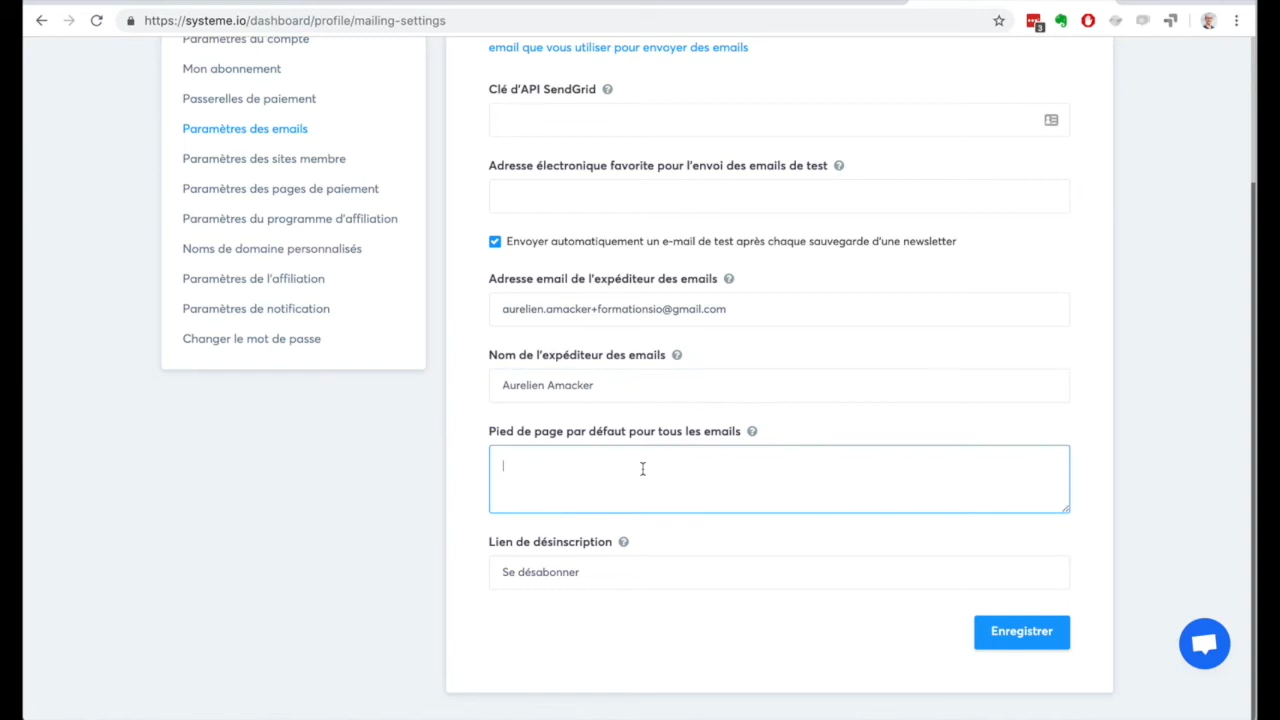 https://systeme.io/dashboard/profile/mailing-settings
3
Paramètres du compte
Mon abonnement
Passerelles de paiement
Paramètres des emails
Paramètres des sites membre
Paramètres des pages de paiement
Paramètres du programme d'affiliation
Noms de domaine personnalisés
Paramètres de l'affiliation
Paramètres de notification
Changer le mot de passe
email que vous utiliser pour envoyer des emails
Clé d'API SendGrid ?
Adresse électronique favorite pour l'envoi des emails de test ?
Envoyer automatiquement un e-mail de test après chaque sauvegarde d'une newsletter
Adresse email de l'expéditeur des emails ?
aurelien.amacker+formationsio@gmail.com
Nom de l'expéditeur des emails ?
Aurelien Amacker
Pied de page par défaut pour tous les emails ?
Lien de désinscription ?
Se désabonner
Enregistrer